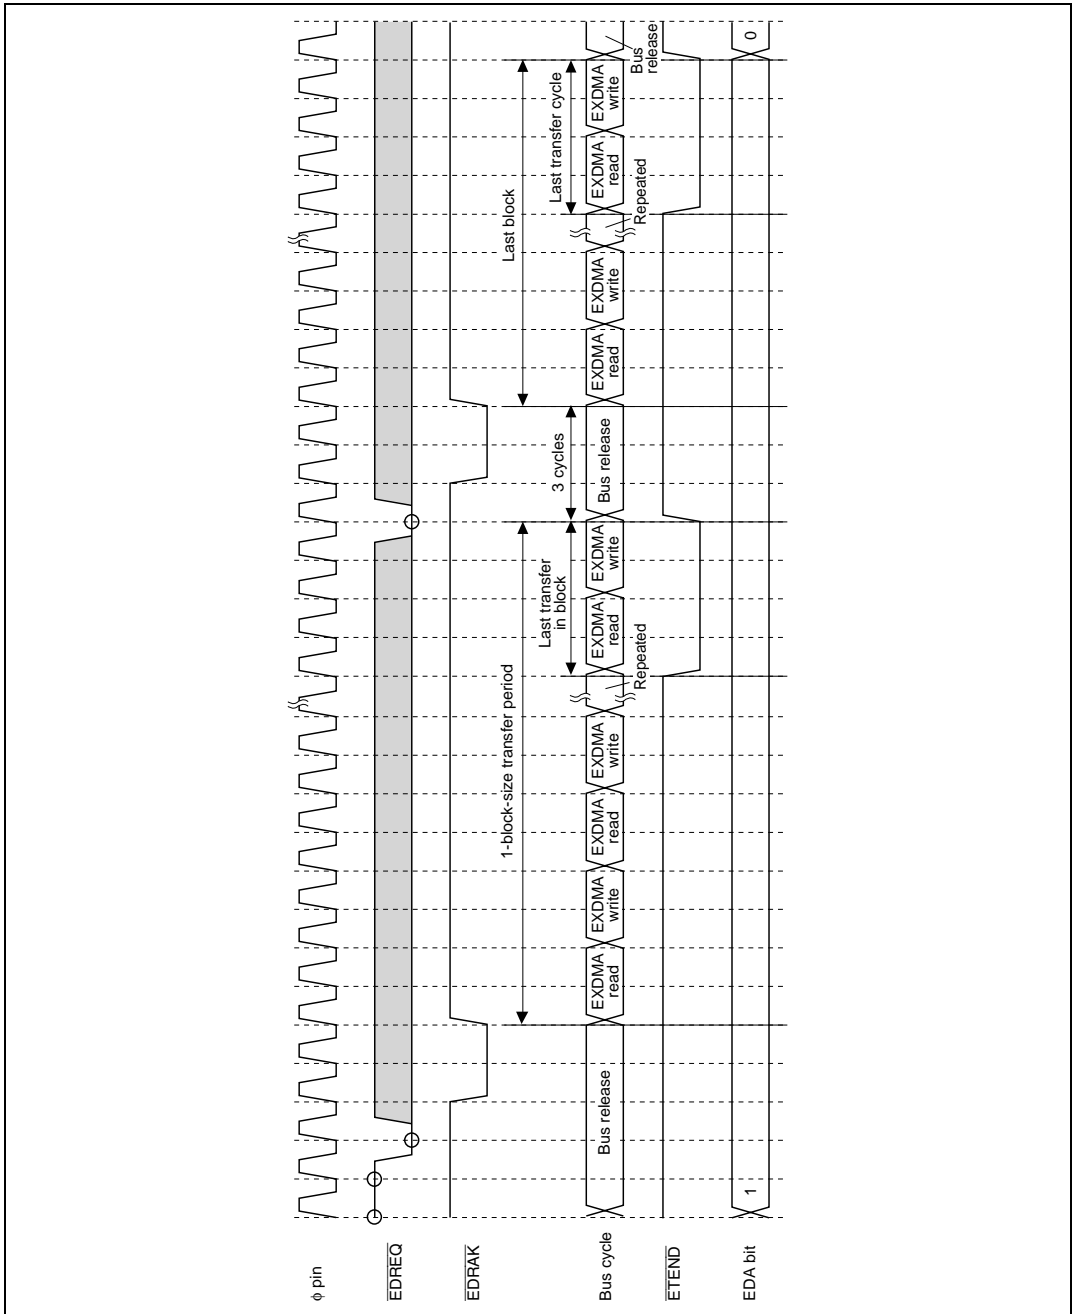 φ pin
EDREQ
EDRAK
1-block-size transfer period
Last transfer
in block
3 cycles
Last block
Last transfer cycle
Bus cycle
Bus release
EXDMA
read
EXDMA
write
EXDMA
read
EXDMA
write
Repeated
EXDMA
read
EXDMA
write
Bus release
EXDMA
read
EXDMA
write
Repeated
EXDMA
read
EXDMA
write
Bus
release
ETEND
EDA bit
1
0